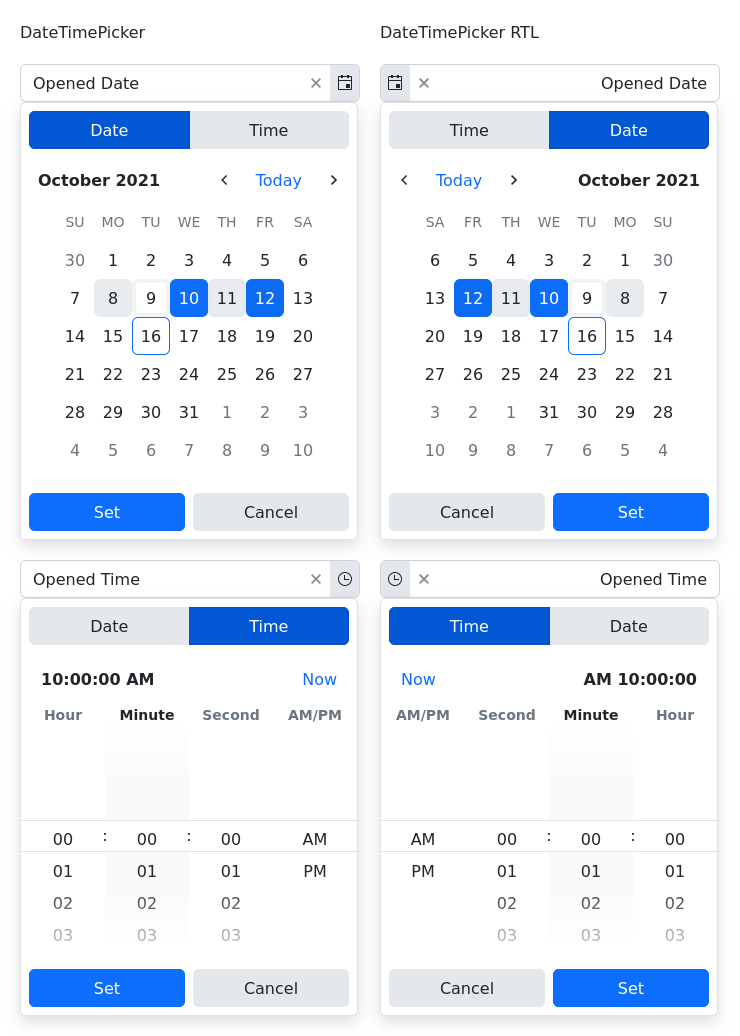 DateTimePicker
Opened Date
Date Time
October 2021 Today
SU MO TU WE TH FR SA
30 1 2 3 4 5 6
7 8 9 10 11 12 13
14 15 16 17 18 19 20
21 22 23 24 25 26 27
28 29 30 31 1 2 3
4 5 6 7 8 9 10
Set Cancel
DateTimePicker RTL
Opened Date
Time Date
Today October 2021
SA FR TH WE TU MO SU
6 5 4 3 2 1 30
13 12 11 10 9 8 7
20 19 18 17 16 15 14
27 26 25 24 23 22 21
3 2 1 31 30 29 28
10 9 8 7 6 5 4
Cancel Set
Opened Time
Date Time
10:00:00 AM Now
Hour Minute Second AM/PM
00 : 00 : 00 AM
01 01 01 PM
02 02 02
03 03 03
Set Cancel
Opened Time
Time Date
Now AM 10:00:00
AM/PM Second Minute Hour
AM 00 : 00 : 00
PM 01 01 01
02 02 02
03 03 03
Cancel Set